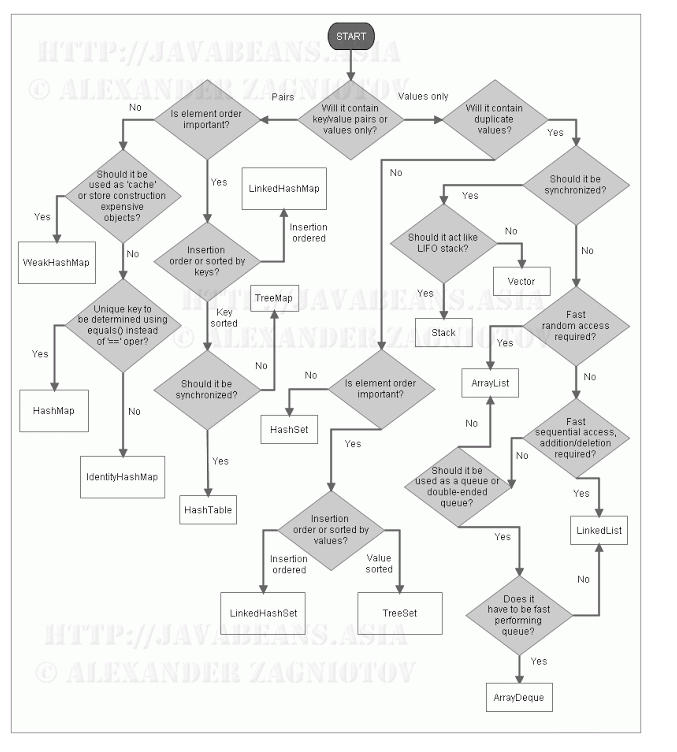 HTTP://JAVABEANS.ASIA
© ALEXANDER ZAGNIOTOV
START
Pairs
Values only
Is element order
important?
Will it contain
key/value pairs or
values only?
Will it contain
duplicate
values?
No
Yes
No
Yes
Should it be
used as 'cache'
or store construction
expensive
objects?
LinkedHashMap
Yes
Should it be
synchronized?
Yes
Insertion
ordered
Should it act like
LIFO stack?
No
No
WeakHashMap
No
Insertion
order or sorted by
keys?
Vector
HTTP://JAVABEANS.ASIA
© ALEXANDER ZAGNIOTOV
TreeMap
Yes
Unique key to
be determined using
equals() instead
of '==' oper?
Key
sorted
Stack
Fast
random access
required?
Yes
Yes
No
No
No
ArrayList
HashMap
No
Should it be
synchronized?
Is element order
important?
HashSet
No
Fast
sequential access,
addition/deletion
required?
Yes
Yes
No
IdentityHashMap
Should it be
used as a queue or
double-ended
queue?
Yes
HashTable
Insertion
order or sorted by
values?
LinkedList
Yes
Insertion
ordered
Value
sorted
No
LinkedHashSet
TreeSet
Does it
have to be fast
performing
queue?
HTTP://JAVABEANS.ASIA
© ALEXANDER ZAGNIOTOV
Yes
ArrayDeque